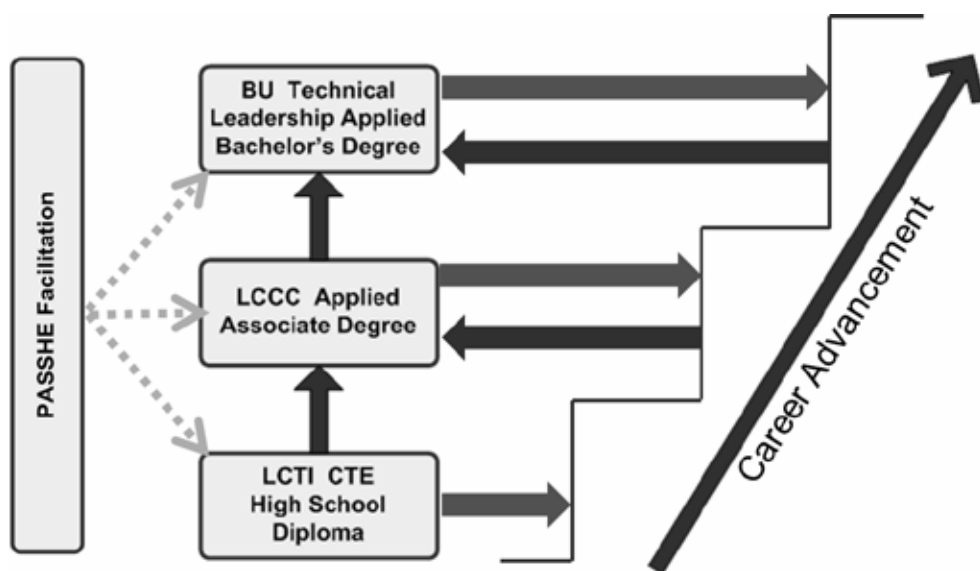 PASSHE Facilitation
BU Technical
Leadership Applied
Bachelor's Degree
LCCC Applied
Associate Degree
LCTI CTE
High School
Diploma
Career Advancement